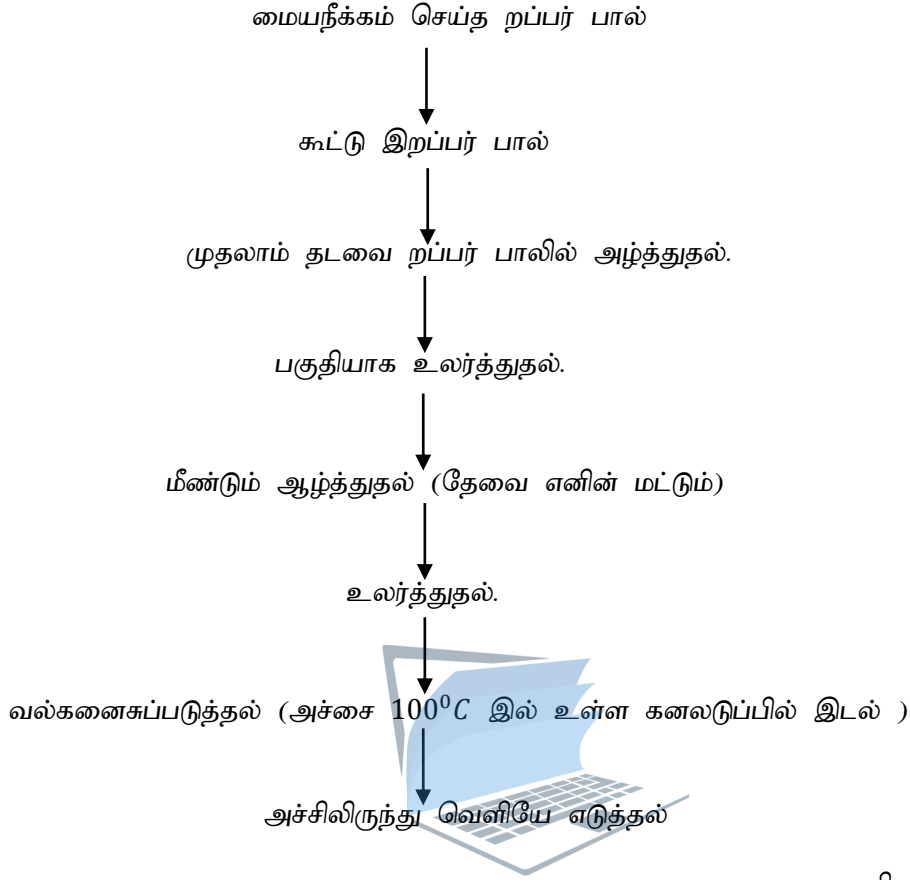 மையநீக்கம் செய்த றப்பர் பால்
கூட்டு இறப்பர் பால்
முதலாம் தடவை றப்பர் பாலில் அழ்த்துதல்.
பகுதியாக உலர்த்துதல்.
மீண்டும் ஆழ்த்துதல் (தேவை எனின் மட்டும்)
உலர்த்துதல்.
வல்கனைசுப்படுத்தல் (அச்சை 100⁰C இல் உள்ள கனலடுப்பில் இடல் )
அச்சிலிருந்து வெளியே எடுத்தல்